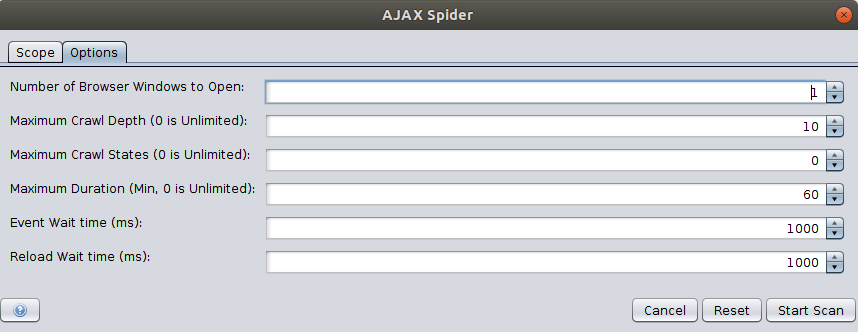 AJAX Spider
Scope Options
Number of Browser Windows to Open: 1
Maximum Crawl Depth (0 is Unlimited): 10
Maximum Crawl States (0 is Unlimited): 0
Maximum Duration (Min, 0 is Unlimited): 60
Event Wait time (ms): 1000
Reload Wait time (ms): 1000
? Cancel Reset Start Scan